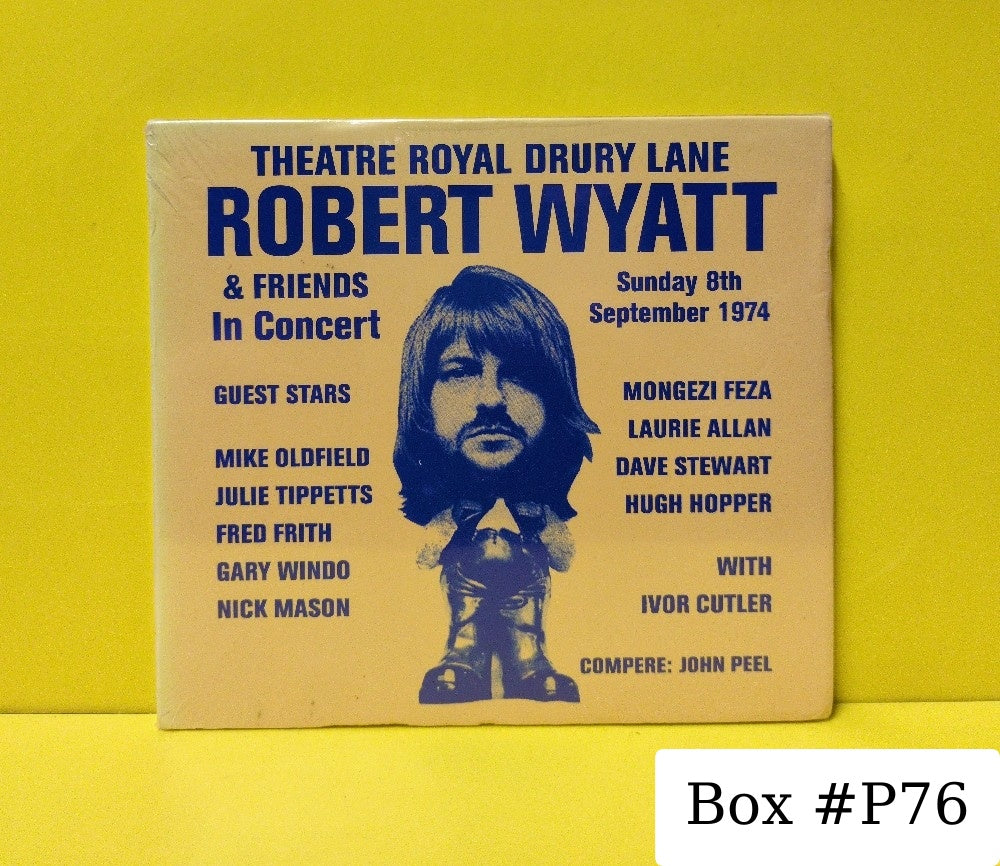 THEATRE ROYAL DRURY LANE
ROBERT WYATT
& FRIENDS
In Concert
Sunday 8th
September 1974
GUEST STARS
MIKE OLDFIELD
JULIE TIPPETTS
FRED FRITH
GARY WINDO
NICK MASON
MONGEZI FEZA
LAURIE ALLAN
DAVE STEWART
HUGH HOPPER
WITH
IVOR CUTLER
COMPERE: JOHN PEEL
Box #P76